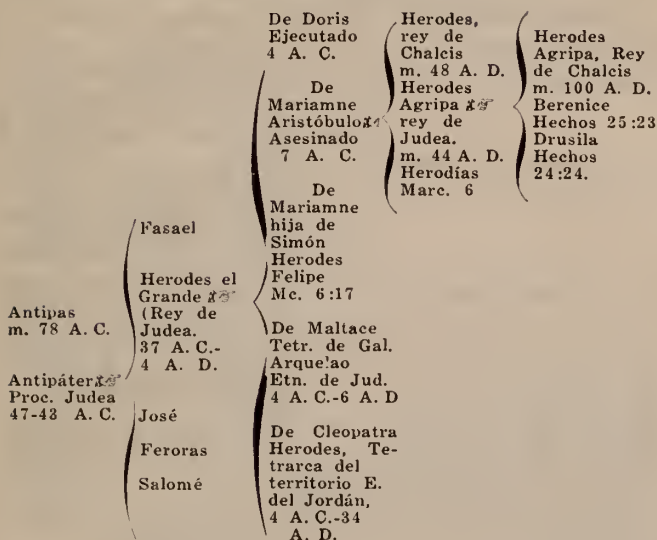 Antipas
m. 78 A. C.
Antipáter
Proc. Judea
47-43 A. C.
Fasael
Herodes el
Grande
(Rey de
Judea.
37 A. C.-
4 A. D.
José
Feroras
Salomé
De Doris
Ejecutado
4 A. C.
De
Mariamne
Aristóbulo
Asesinado
7 A. C.
De
Mariamne
hija de
Simón
Herodes
Felipe
Mc. 6:17
De Maltace
Tetr. de Gal.
Arque!ao
Etn. de Jud.
4 A. C.-6 A. D
De Cleopatra
Herodes, Te-
trarca del
territorio E.
del Jordán,
4 A. C.-34
A. D.
Herodes,
rey de
Chalcis
m. 48 A. D.
Herodes
Agripa
rey de
Judea.
m. 44 A. D.
Herodías
Marc. 6
Herodes
Agripa, Rey
de Chalcis
m. 100 A. D.
Berenice
Hechos 25:23
Drusila
Hechos
24:24.